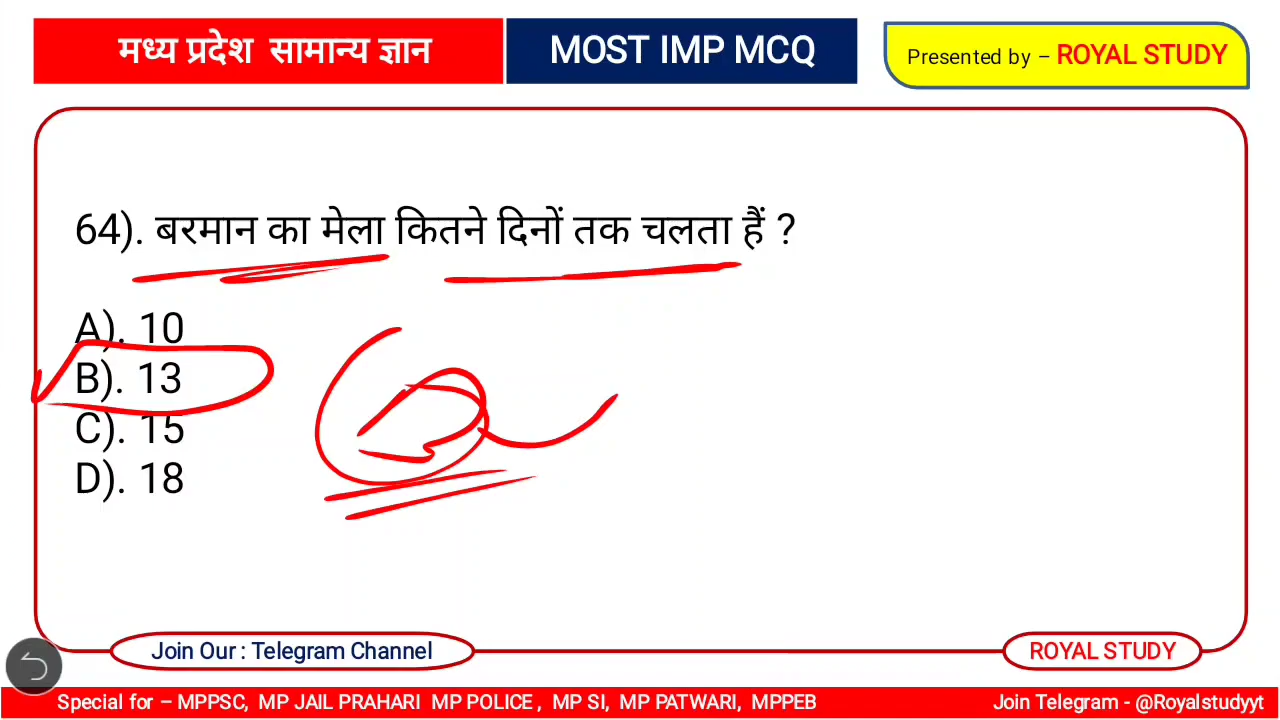 मध्य प्रदेश सामान्य ज्ञान MOST IMP MCQ Presented by – ROYAL STUDY
64). बरमान का मेला कितने दिनों तक चलता हैं ?
A). 10
B). 13
C). 15
D). 18
Join Our : Telegram Channel ROYAL STUDY
Special for – MPPSC, MP JAIL PRAHARI MP POLICE , MP SI, MP PATWARI, MPPEB Join Telegram - @Royalstudyyt